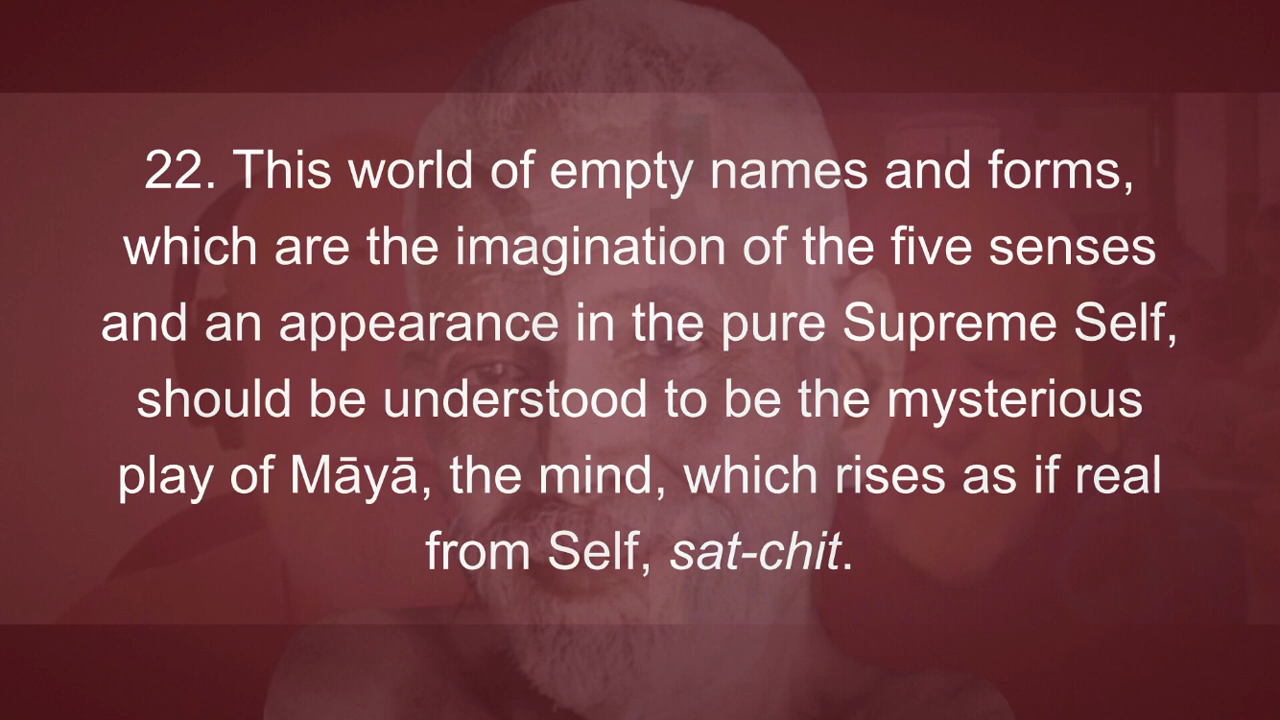 22. This world of empty names and forms,
which are the imagination of the five senses
and an appearance in the pure Supreme Self,
should be understood to be the mysterious
play of Māyā, the mind, which rises as if real
from Self, sat-chit.